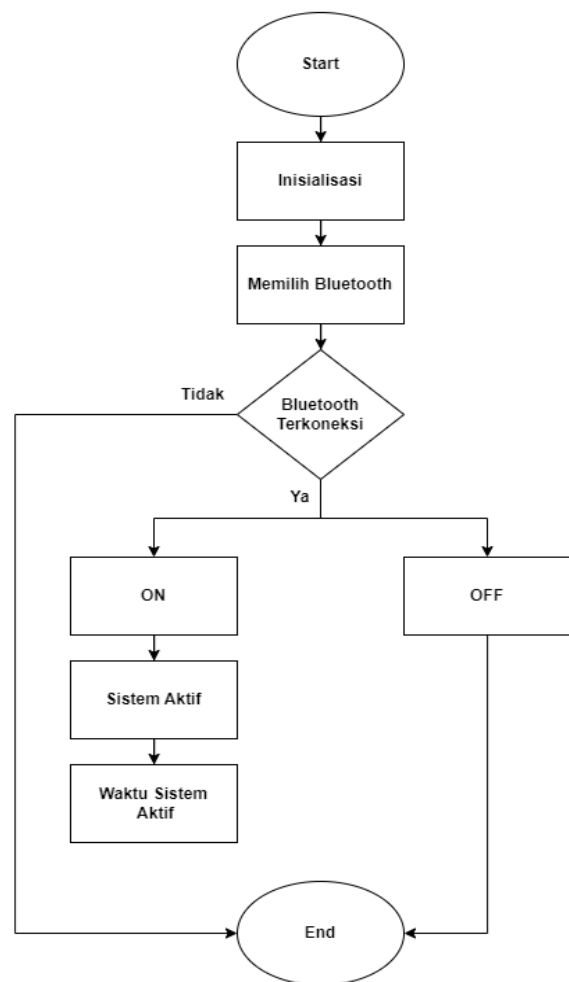 Start
Inisialisasi
Memilih Bluetooth
Tidak
Bluetooth
Terkoneksi
Ya
ON
OFF
Sistem Aktif
Waktu Sistem
Aktif
End